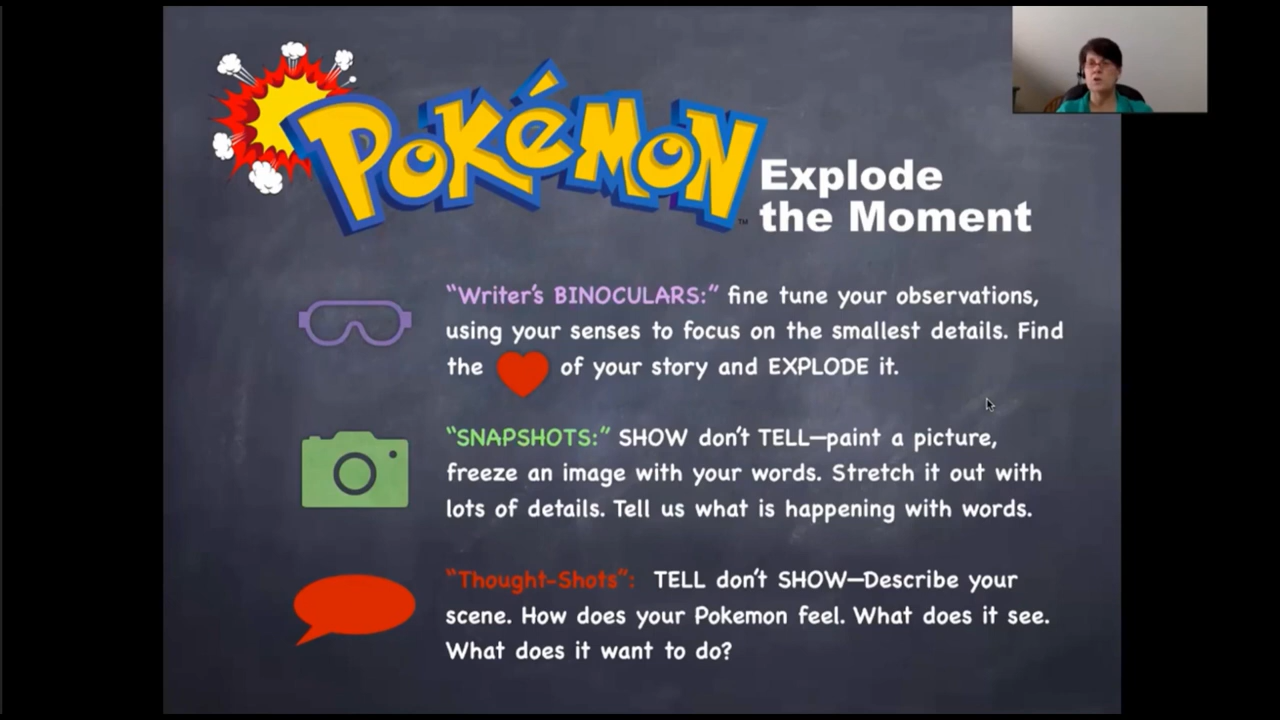 POKéMON
TM
Explode
the Moment
"Writer's BINOCULARS:" fine tune your observations,
using your senses to focus on the smallest details. Find
the of your story and EXPLODE it.
"SNAPSHOTS:" SHOW don't TELL—paint a picture,
freeze an image with your words. Stretch it out with
lots of details. Tell us what is happening with words.
"Thought-Shots": TELL don't SHOW—Describe your
scene. How does your Pokemon feel. What does it see.
What does it want to do?